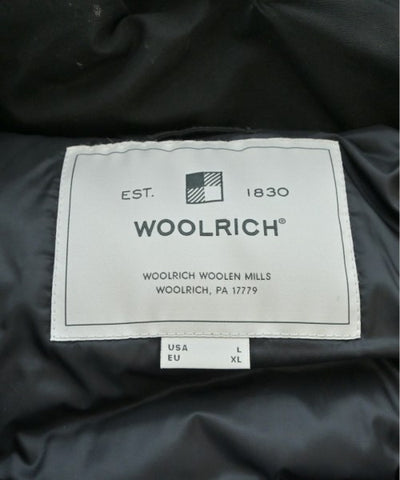 EST. 1830
WOOLRICH®
WOOLRICH WOOLEN MILLS
WOOLRICH, PA 17779
USA L
EU XL